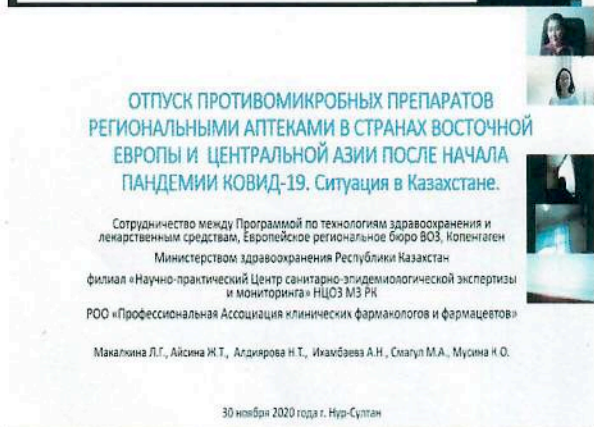 ОТПУСК ПРОТИВОМИКРОБНЫХ ПРЕПАРАТОВ
РЕГИОНАЛЬНЫМИ АПТЕКАМИ В СТРАНАХ ВОСТОЧНОЙ
ЕВРОПЫ И ЦЕНТРАЛЬНОЙ АЗИИ ПОСЛЕ НАЧАЛА
ПАНДЕМИИ КОВИД-19. Ситуация в Казахстане.
Сотрудничество между Программой по технологиям здравоохранения и
лекарственным средствам, Европейское региональное бюро ВОЗ, Копенгаген
Министерством здравоохранения Республики Казахстан
филиал «Научно-практический Центр санитарно-эпидемиологической экспертизы
и мониторинга» НЦОЗ МЗ РК
РОО «Профессиональная Ассоциация клинических фармакологов и фармацевтов»
Макалкина Л.Г., Айсина Ж.Т., Алдиярова Н.Т., Ихамбаева А.Н., Смагул М.А., Мусина К.О.
30 ноября 2020 года г. Нур-Султан